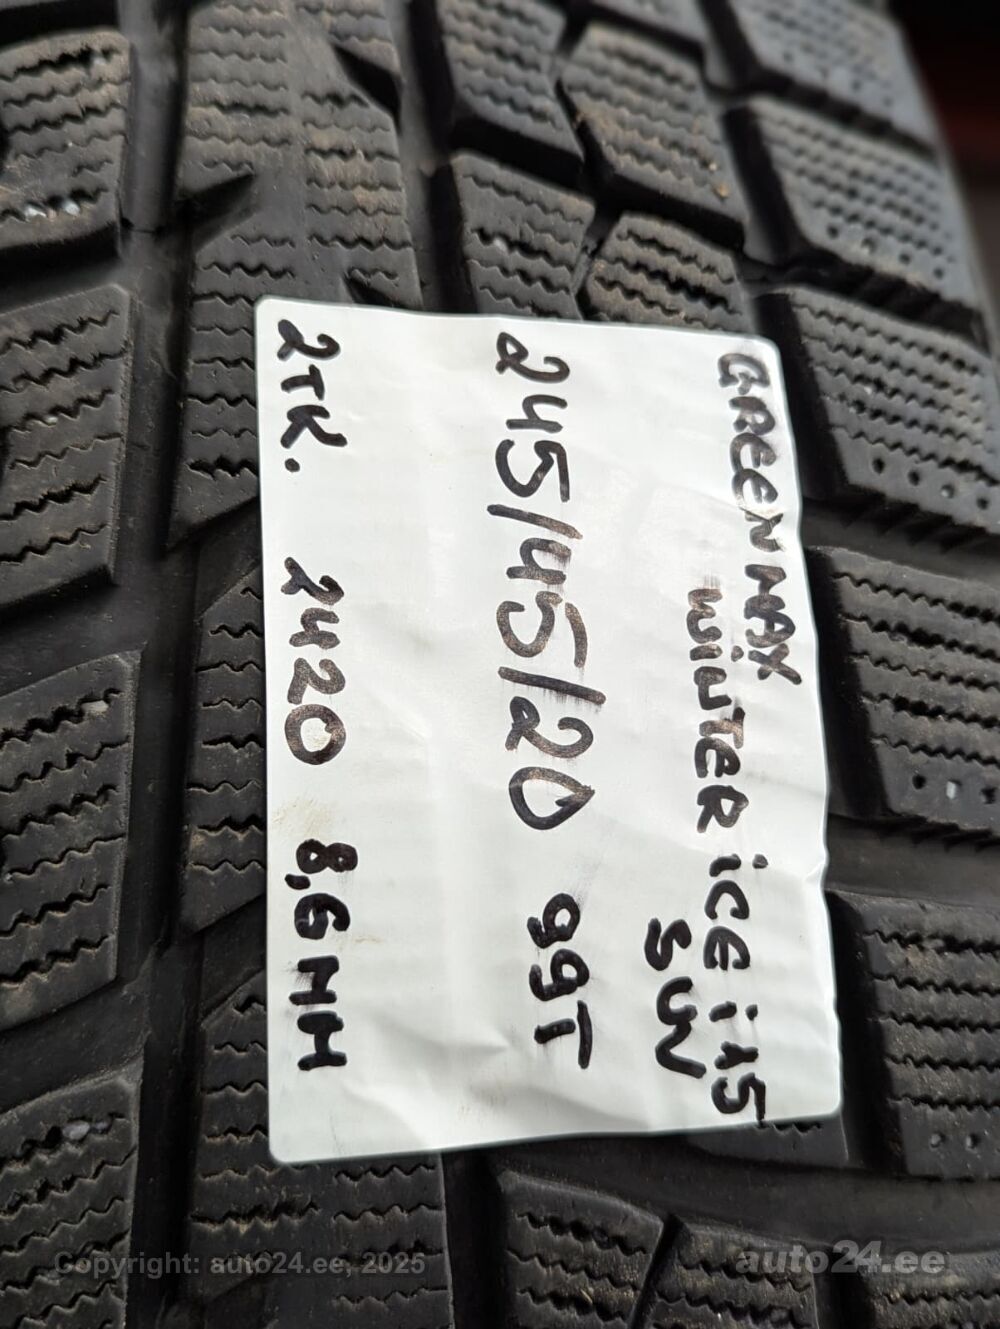 GREENMAX
WINTER iCE i15
SUV
245/45/20 99T
2TK. 2420 8,6MM
Copyright: auto24.ee, 2025
auto24.ee